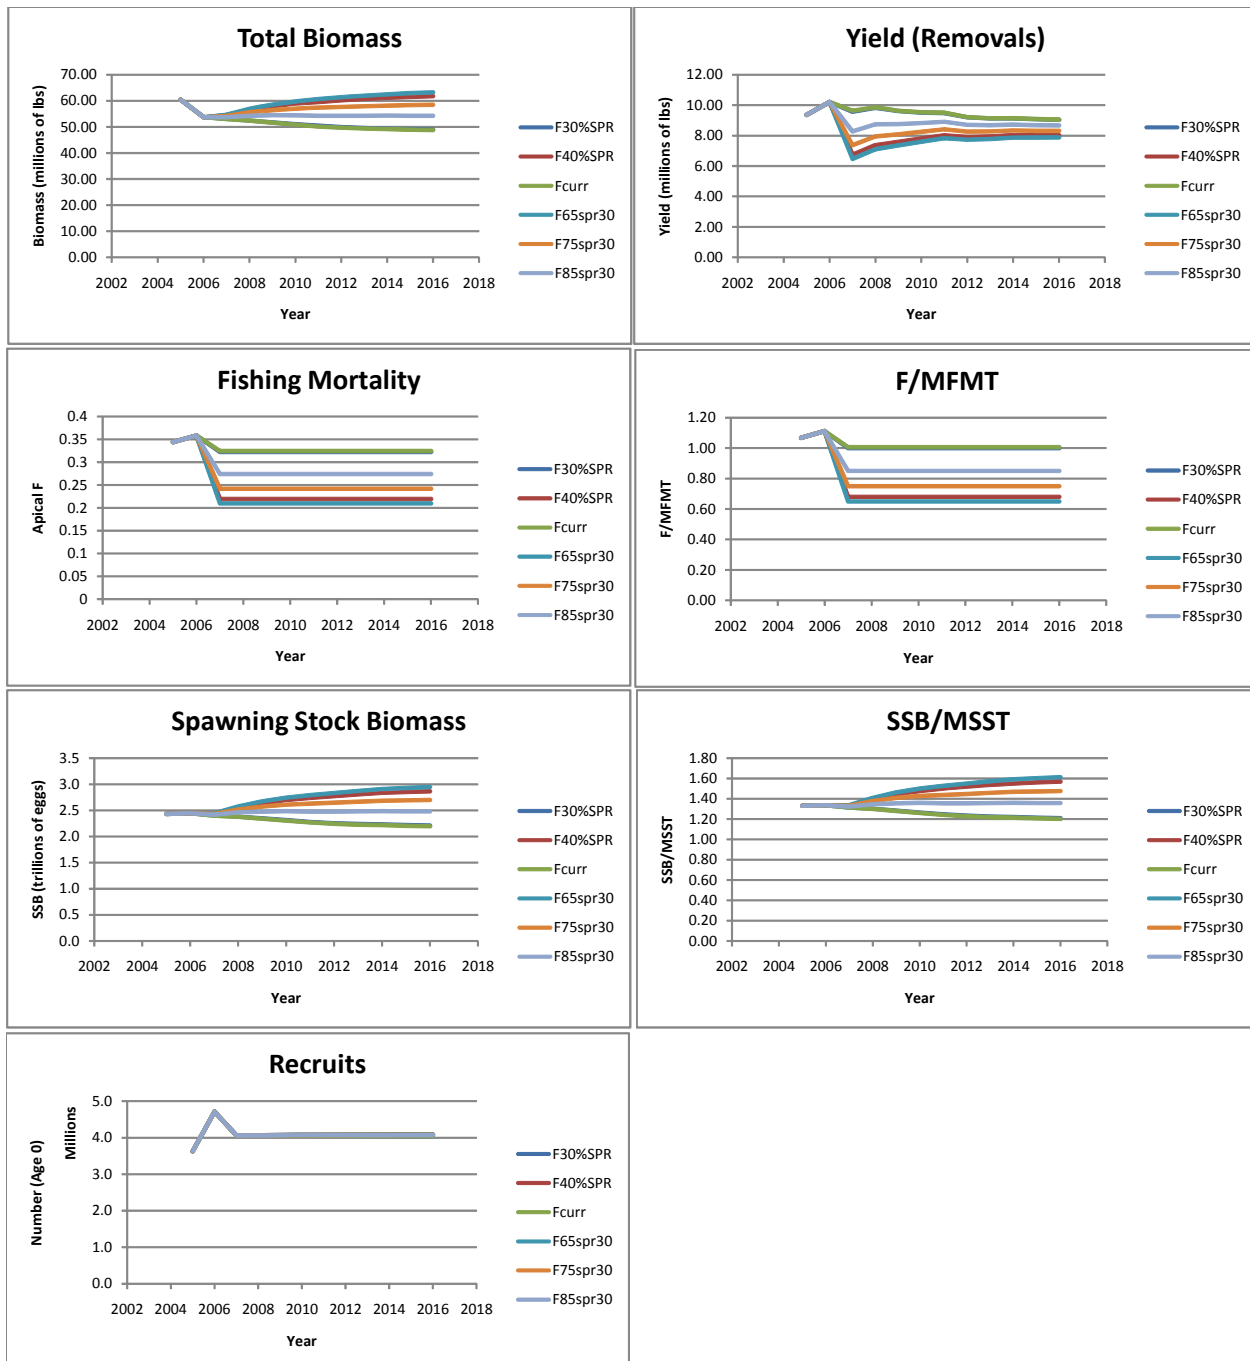 Total Biomass
Biomass (millions of lbs)
70.00
60.00
50.00
40.00
30.00
20.00
10.00
0.00
2002 2004 2006 2008 2010 2012 2014 2016 2018
Year
F30%SPR
F40%SPR
Fcurr
F65spr30
F75spr30
F85spr30
Yield (Removals)
Yield (millions of lbs)
12.00
10.00
8.00
6.00
4.00
2.00
0.00
2002 2004 2006 2008 2010 2012 2014 2016 2018
Year
F30%SPR
F40%SPR
Fcurr
F65spr30
F75spr30
F85spr30
Fishing Mortality
Apical F
0.4
0.35
0.3
0.25
0.2
0.15
0.1
0.05
0
2002 2004 2006 2008 2010 2012 2014 2016 2018
Year
F30%SPR
F40%SPR
Fcurr
F65spr30
F75spr30
F85spr30
F/MFMT
F/MFMT
1.20
1.00
0.80
0.60
0.40
0.20
0.00
2002 2004 2006 2008 2010 2012 2014 2016 2018
Year
F30%SPR
F40%SPR
Fcurr
F65spr30
F75spr30
F85spr30
Spawning Stock Biomass
SSB (trillions of eggs)
3.5
3.0
2.5
2.0
1.5
1.0
0.5
0.0
2002 2004 2006 2008 2010 2012 2014 2016 2018
Year
F30%SPR
F40%SPR
Fcurr
F65spr30
F75spr30
F85spr30
SSB/MSST
SSB/MSST
1.80
1.60
1.40
1.20
1.00
0.80
0.60
0.40
0.20
0.00
2002 2004 2006 2008 2010 2012 2014 2016 2018
Year
F30%SPR
F40%SPR
Fcurr
F65spr30
F75spr30
F85spr30
Recruits
Number (Age 0)
Millions
5.0
4.0
3.0
2.0
1.0
0.0
2002 2004 2006 2008 2010 2012 2014 2016 2018
Year
F30%SPR
F40%SPR
Fcurr
F65spr30
F75spr30
F85spr30